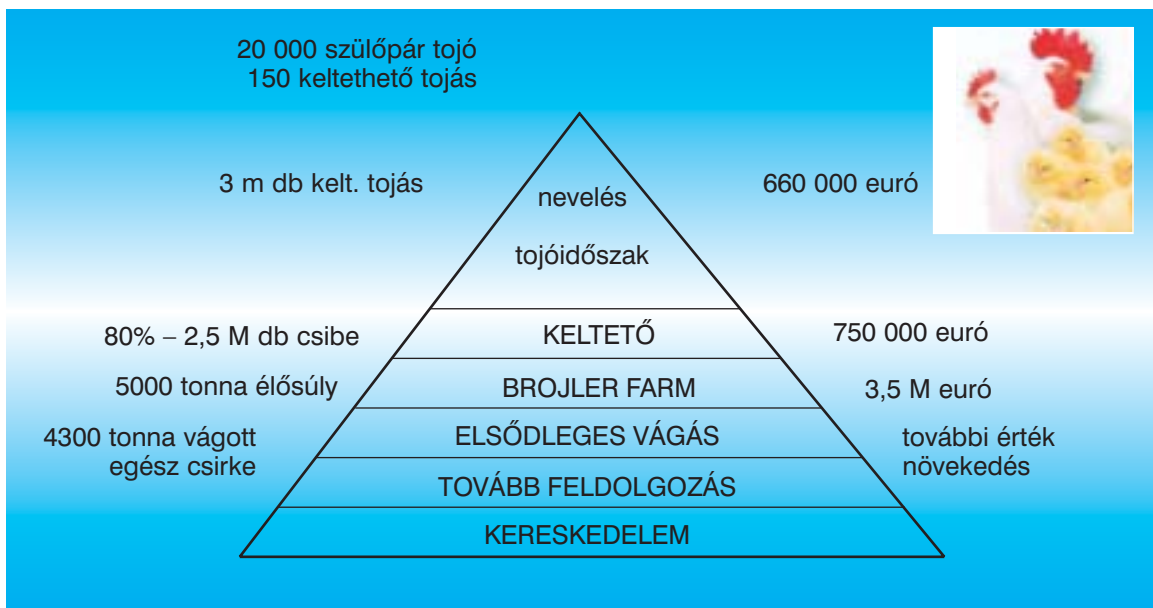 20 000 szülőpár tojó
150 keltethető tojás
3 m db kelt. tojás
nevelés
660 000 euró
tojóidőszak
80% – 2,5 M db csibe
KELTETŐ
750 000 euró
5000 tonna élősúly
BROJLER FARM
3,5 M euró
4300 tonna vágott
egész csirke
ELSŐDLEGES VÁGÁS
további érték
növekedés
TOVÁBB FELDOLGOZÁS
KERESKEDELEM